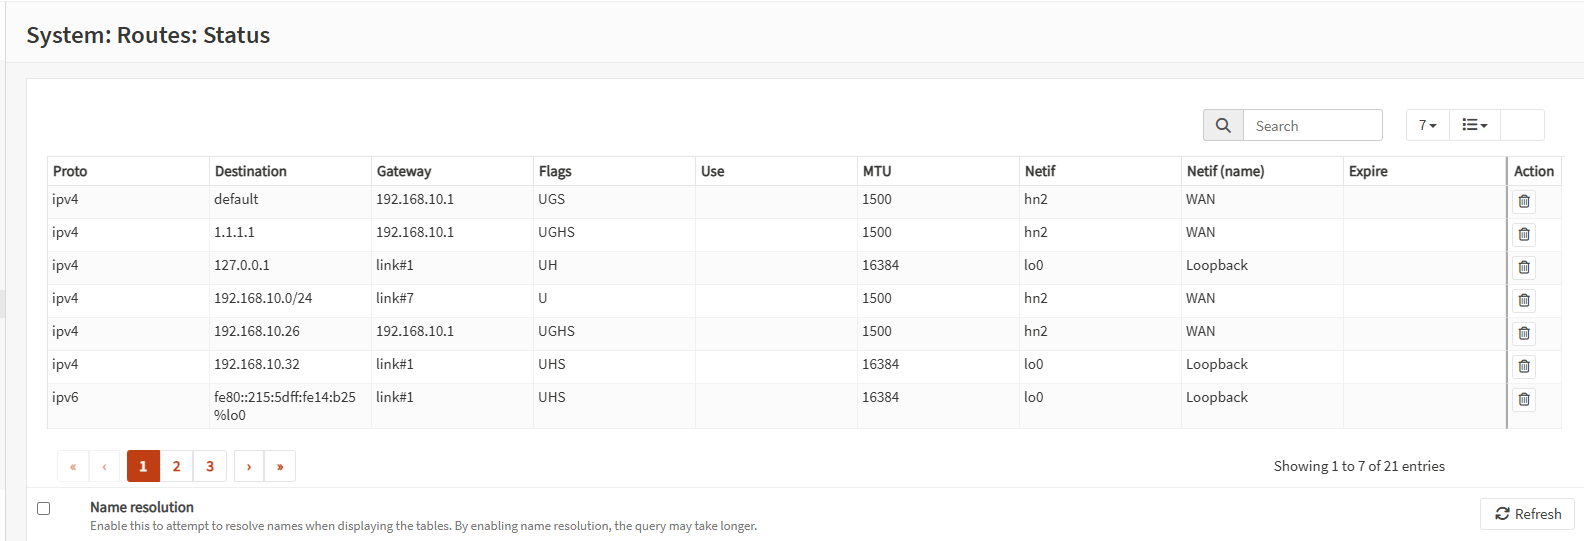 System: Routes: Status
Search
7
Proto Destination Gateway Flags Use MTU Netif Netif (name) Expire Action
ipv4 default 192.168.10.1 UGS 1500 hn2 WAN
ipv4 1.1.1.1 192.168.10.1 UGHS 1500 hn2 WAN
ipv4 127.0.0.1 link#1 UH 16384 lo0 Loopback
ipv4 192.168.10.0/24 link#7 U 1500 hn2 WAN
ipv4 192.168.10.26 192.168.10.1 UGHS 1500 hn2 WAN
ipv4 192.168.10.32 link#1 UHS 16384 lo0 Loopback
ipv6 fe80::215:5dff:fe14:b25 link#1 UHS 16384 lo0 Loopback
%lo0
« ‹ 1 2 3 › »
Showing 1 to 7 of 21 entries
Name resolution
Enable this to attempt to resolve names when displaying the tables. By enabling name resolution, the query may take longer.
Refresh